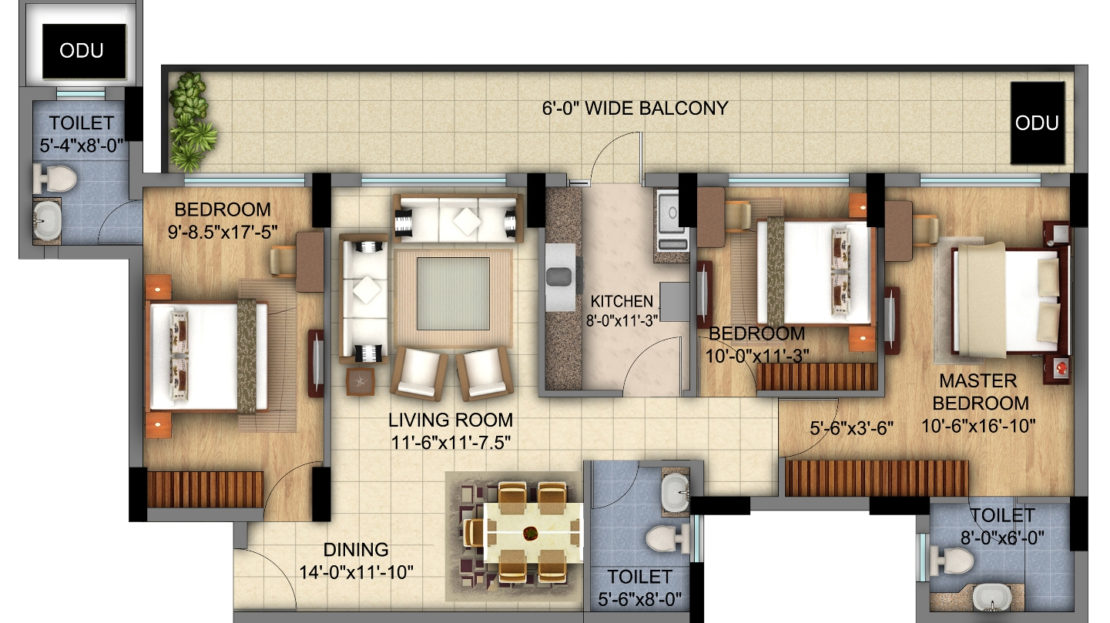 ODU
TOILET
5'-4"x8'-0"
6'-0" WIDE BALCONY
ODU
BEDROOM
9'-8.5"x17'-5"
KITCHEN
8'-0"x11'-3"
BEDROOM
10'-0"x11'-3"
MASTER
BEDROOM
10'-6"x16'-10"
5'-6"x3'-6"
LIVING ROOM
11'-6"x11'-7.5"
DINING
14'-0"x11'-10"
TOILET
5'-6"x8'-0"
TOILET
8'-0"x6'-0"